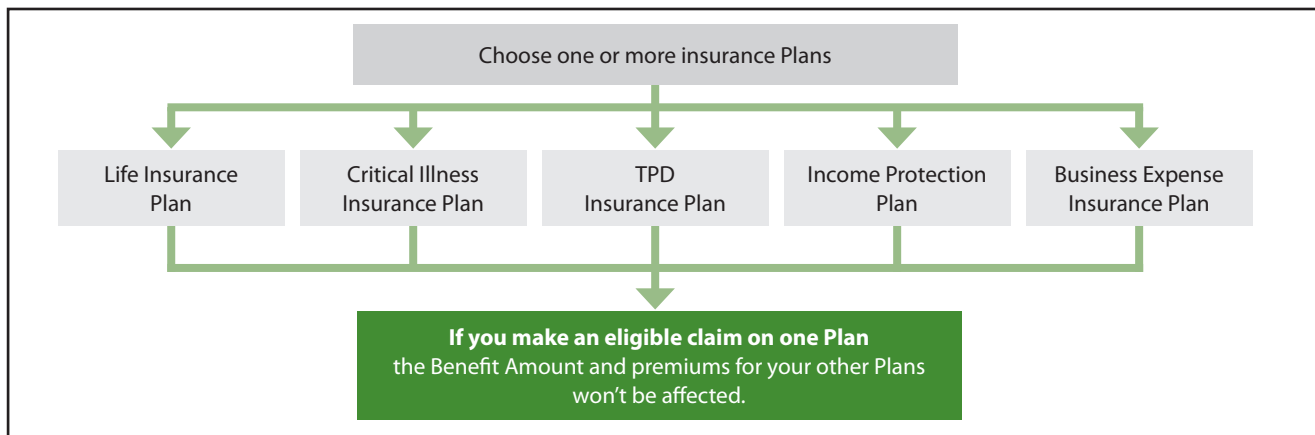 Choose one or more insurance Plans
Life Insurance
Plan
Critical Illness
Insurance Plan
TPD
Insurance Plan
Income Protection
Plan
Business Expense
Insurance Plan
If you make an eligible claim on one Plan
the Benefit Amount and premiums for your other Plans
won’t be affected.